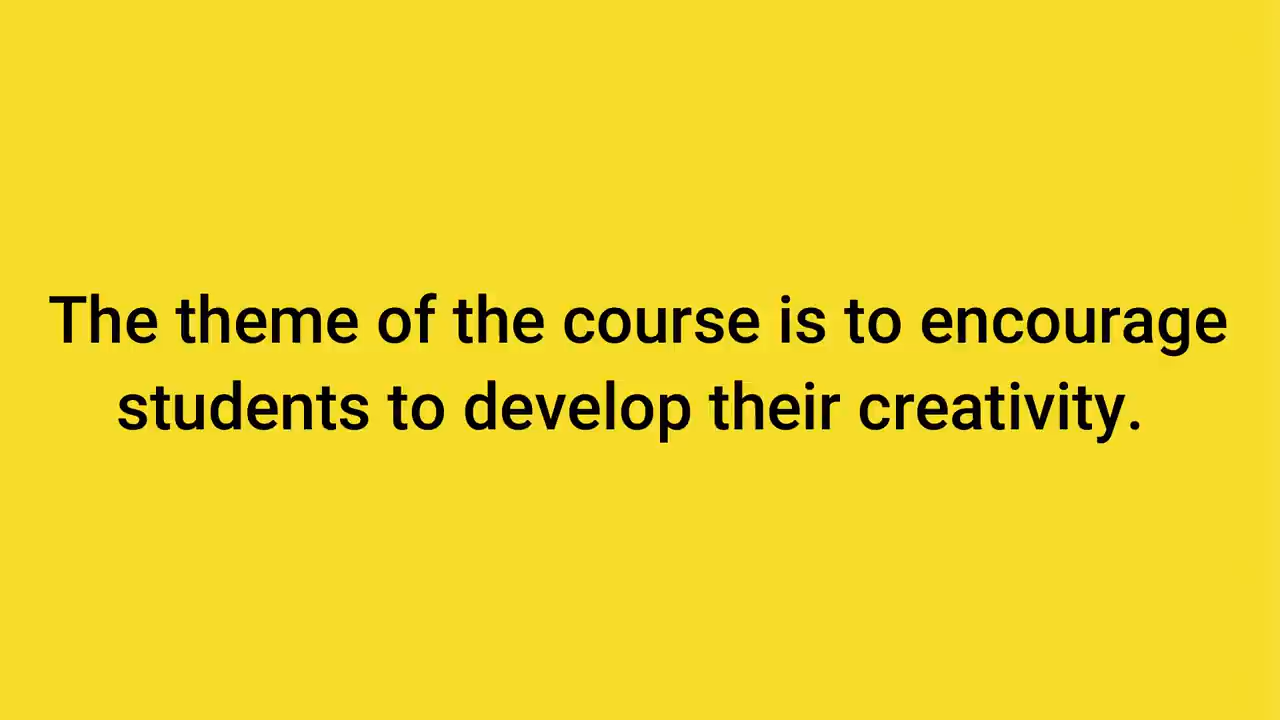 The theme of the course is to encourage
students to develop their creativity.